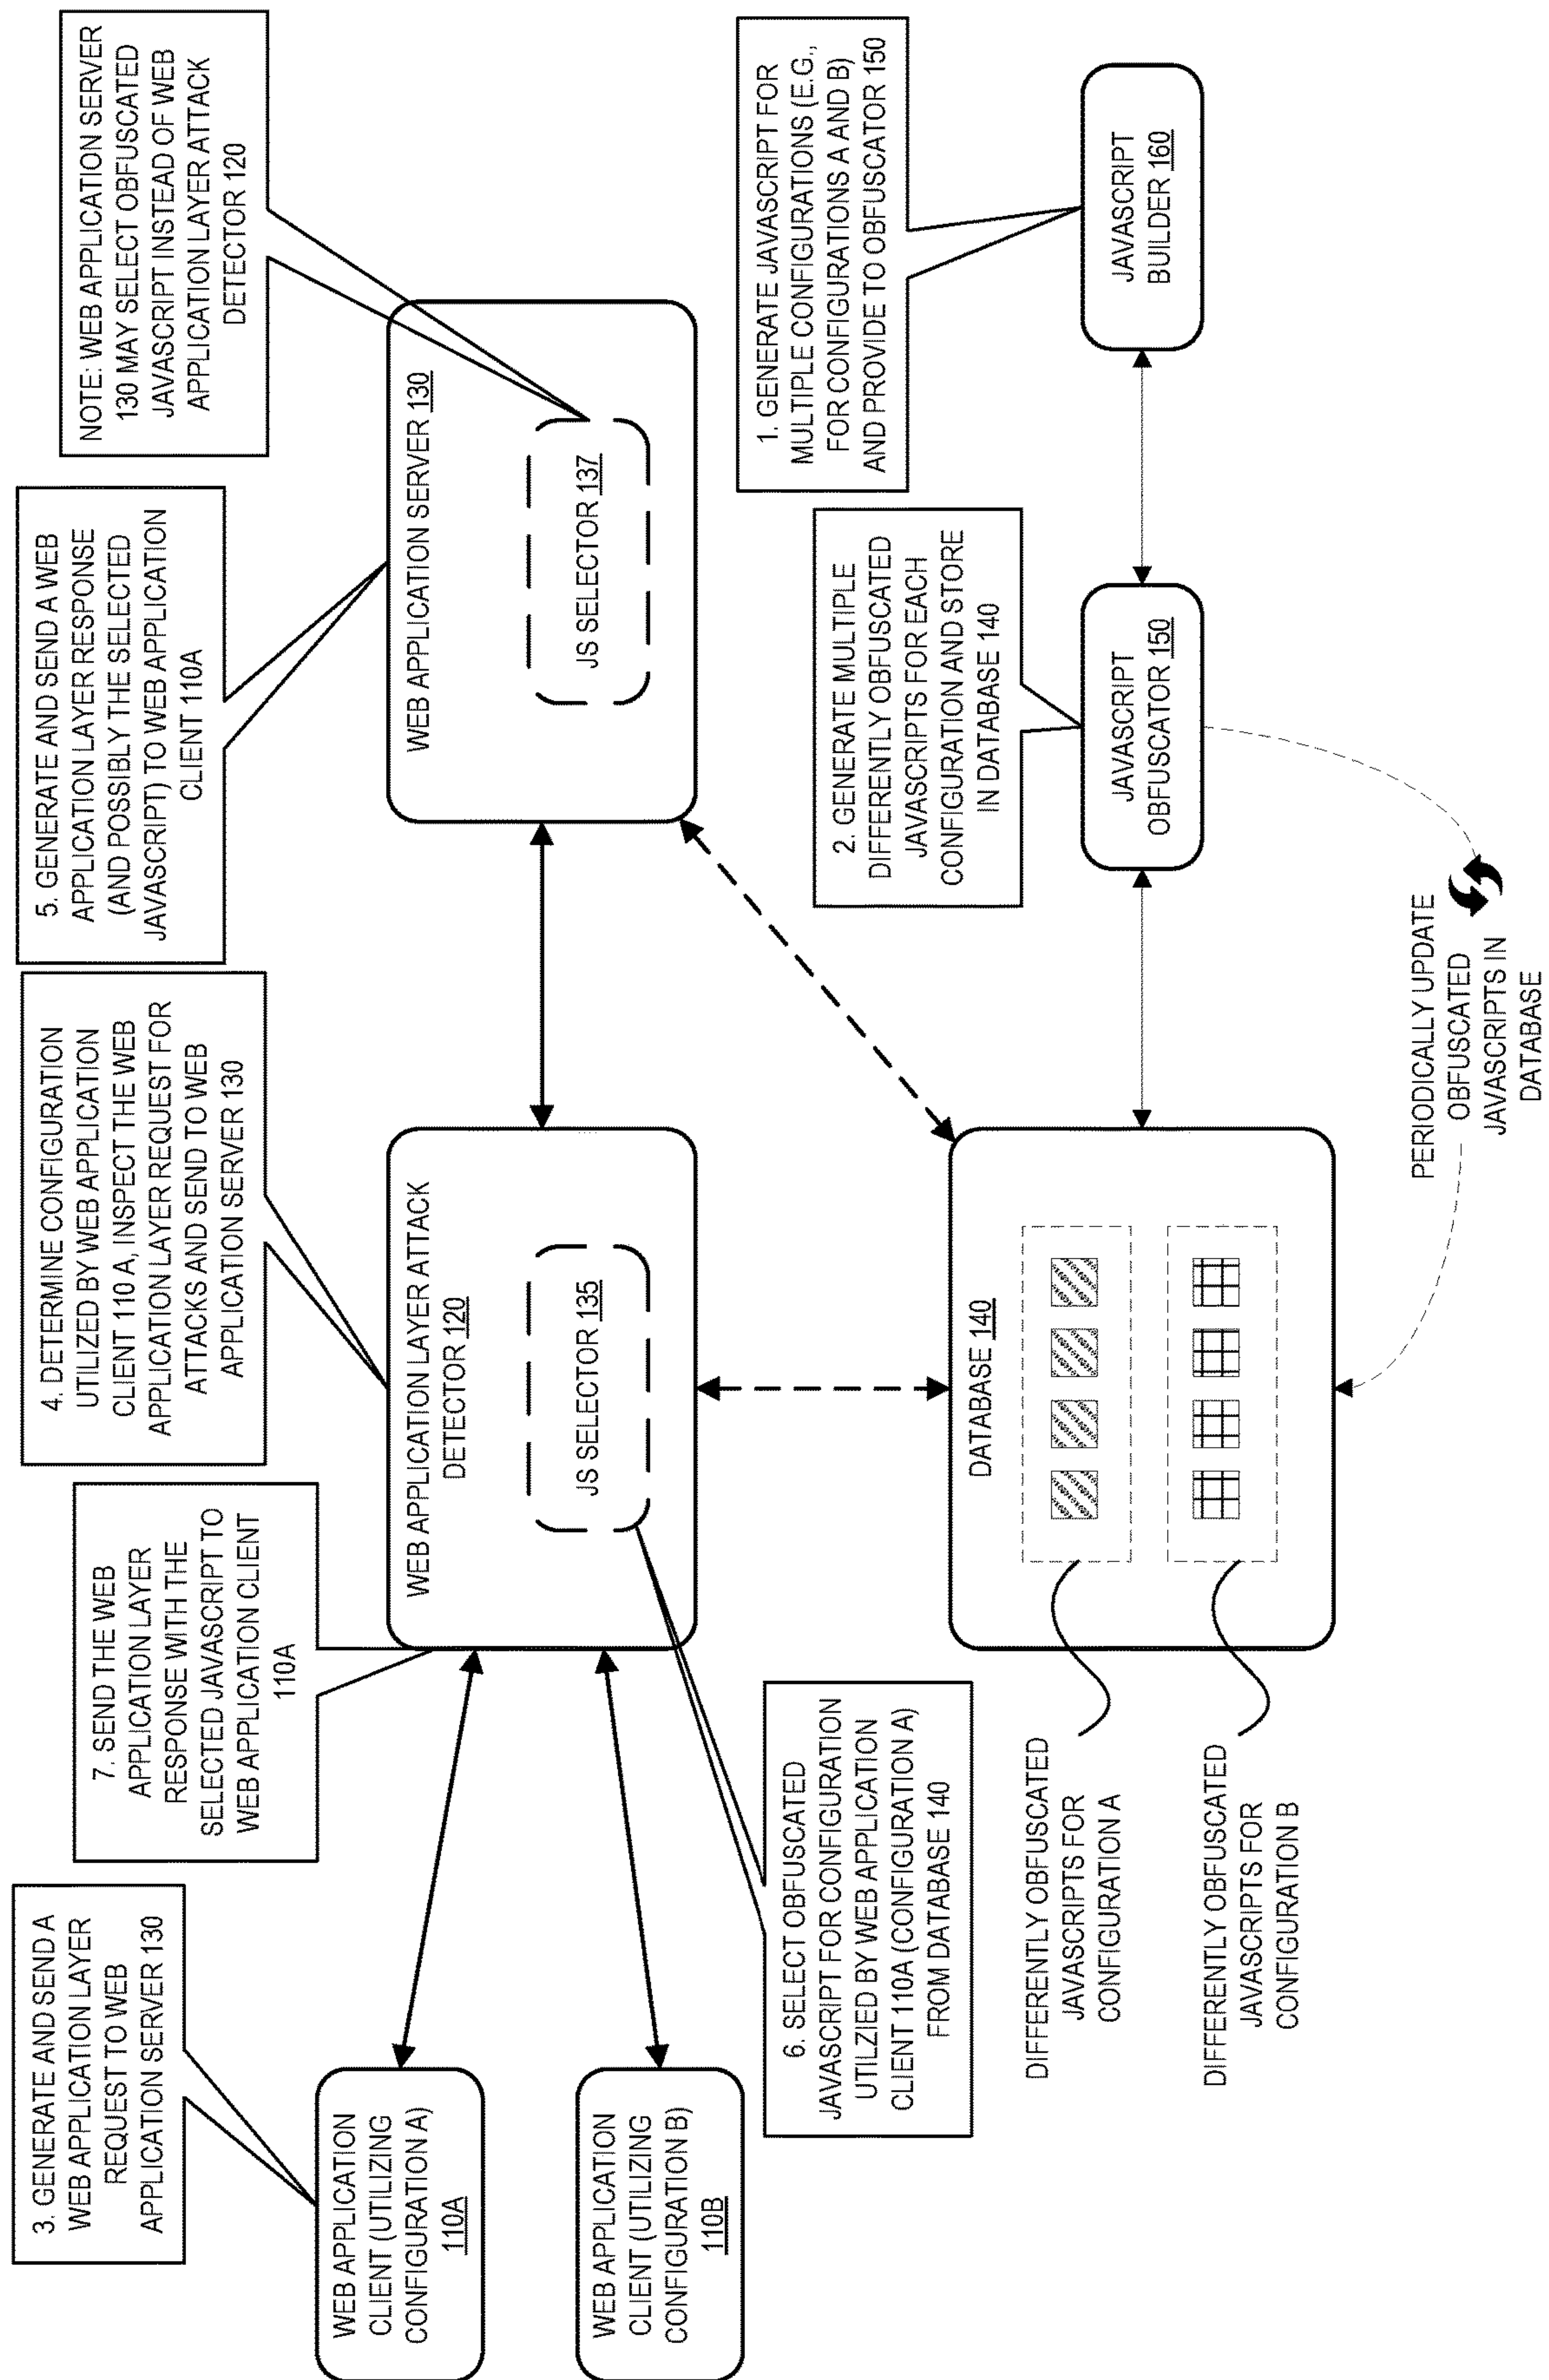 3. GENERATE AND SEND A
WEB APPLICATION LAYER
REQUEST TO WEB
APPLICATION SERVER 130
7. SEND THE WEB
APPLICATION LAYER
RESPONSE WITH THE
SELECTED JAVASCRIPT TO
WEB APPLICATION CLIENT
110A
4. DETERMINE CONFIGURATION
UTILIZED BY WEB APPLICATION
CLIENT 110 A, INSPECT THE WEB
APPLICATION LAYER REQUEST FOR
ATTACKS AND SEND TO WEB
APPLICATION SERVER 130
5. GENERATE AND SEND A WEB
APPLICATION LAYER RESPONSE
(AND POSSIBLY THE SELECTED
JAVASCRIPT) TO WEB APPLICATION
CLIENT 110A
NOTE: WEB APPLICATION SERVER
130 MAY SELECT OBFUSCATED
JAVASCRIPT INSTEAD OF WEB
APPLICATION LAYER ATTACK
DETECTOR 120
WEB APPLICATION
CLIENT (UTILIZING
CONFIGURATION A)
110A
WEB APPLICATION
CLIENT (UTILIZING
CONFIGURATION B)
110B
WEB APPLICATION LAYER ATTACK
DETECTOR 120
JS SELECTOR 135
WEB APPLICATION SERVER 130
JS SELECTOR 137
6. SELECT OBFUSCATED
JAVASCRIPT FOR CONFIGURATION
UTILZIED BY WEB APPLICATION
CLIENT 110A (CONFIGURATION A)
FROM DATABASE 140
2. GENERATE MULTIPLE
DIFFERENTLY OBFUSCATED
JAVASCRIPTS FOR EACH
CONFIGURATION AND STORE
IN DATABASE 140
1. GENERATE JAVASCRIPT FOR
MULTIPLE CONFIGURATIONS (E.G.,
FOR CONFIGURATIONS A AND B)
AND PROVIDE TO OBFUSCATOR 150
DATABASE 140
JAVASCRIPT
OBFUSCATOR 150
JAVASCRIPT
BUILDER 160
DIFFERENTLY OBFUSCATED
JAVASCRIPTS FOR
CONFIGURATION A
DIFFERENTLY OBFUSCATED
JAVASCRIPTS FOR
CONFIGURATION B
PERIODICALLY UPDATE
OBFUSCATED
JAVASCRIPTS IN
DATABASE